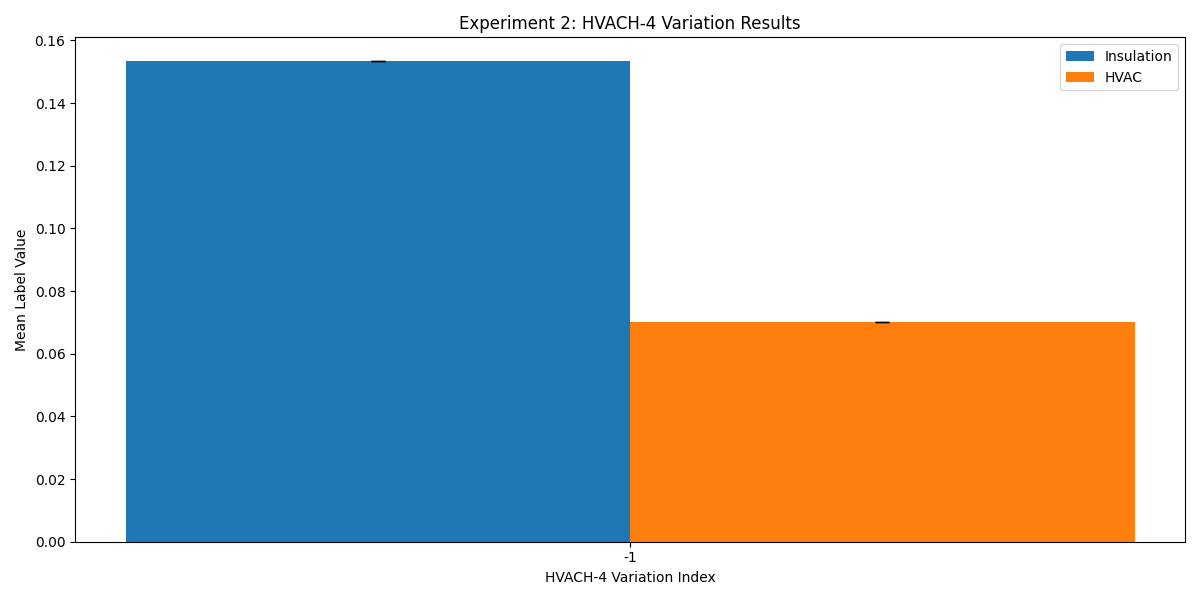 Experiment 2: HVACH-4 Variation Results
Insulation
HVAC
0.16
0.14
0.12
0.10
0.08
0.06
0.04
0.02
0.00
Mean Label Value
-1
HVACH-4 Variation Index